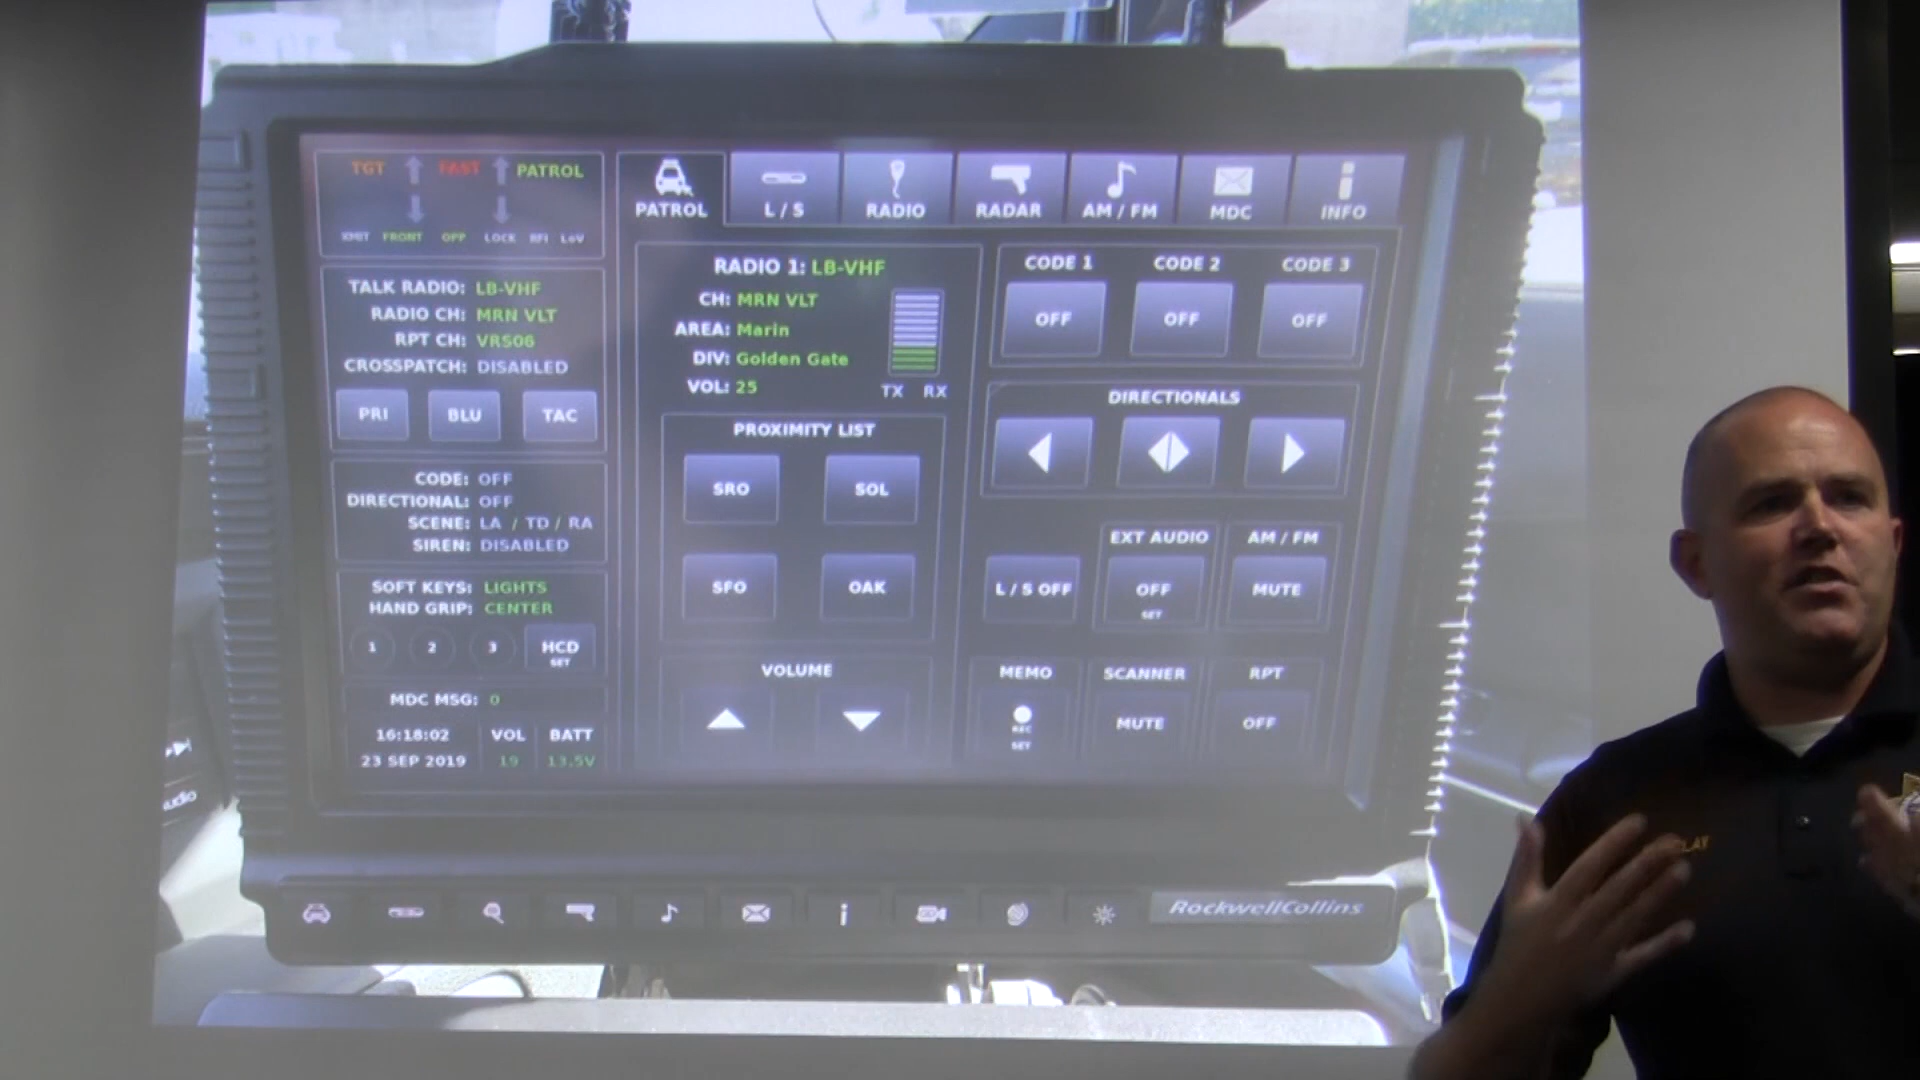 TGT FAST PATROL
XMIT FRONT OPP LOCK RFI LoV
TALK RADIO: LB-VHF
RADIO CH: MRN VLT
RPT CH: VRS06
CROSSPATCH: DISABLED
PRI BLU TAC
CODE: OFF
DIRECTIONAL: OFF
SCENE: LA / TD / RA
SIREN: DISABLED
SOFT KEYS: LIGHTS
HAND GRIP: CENTER
1 2 3 HCD
SET
MDC MSG: 0
16:18:02 VOL BATT
23 SEP 2019 19 13.5V
PATROL L / S RADIO RADAR AM / FM MDC INFO
RADIO 1: LB-VHF
CH: MRN VLT
AREA: Marin
DIV: Golden Gate
VOL: 25
TX RX
PROXIMITY LIST
SRO SOL
SFO OAK
VOLUME
CODE 1 CODE 2 CODE 3
OFF OFF OFF
DIRECTIONALS
EXT AUDIO AM / FM
L / S OFF OFF MUTE
SET
MEMO SCANNER RPT
REC MUTE OFF
SET
RockwellCollins